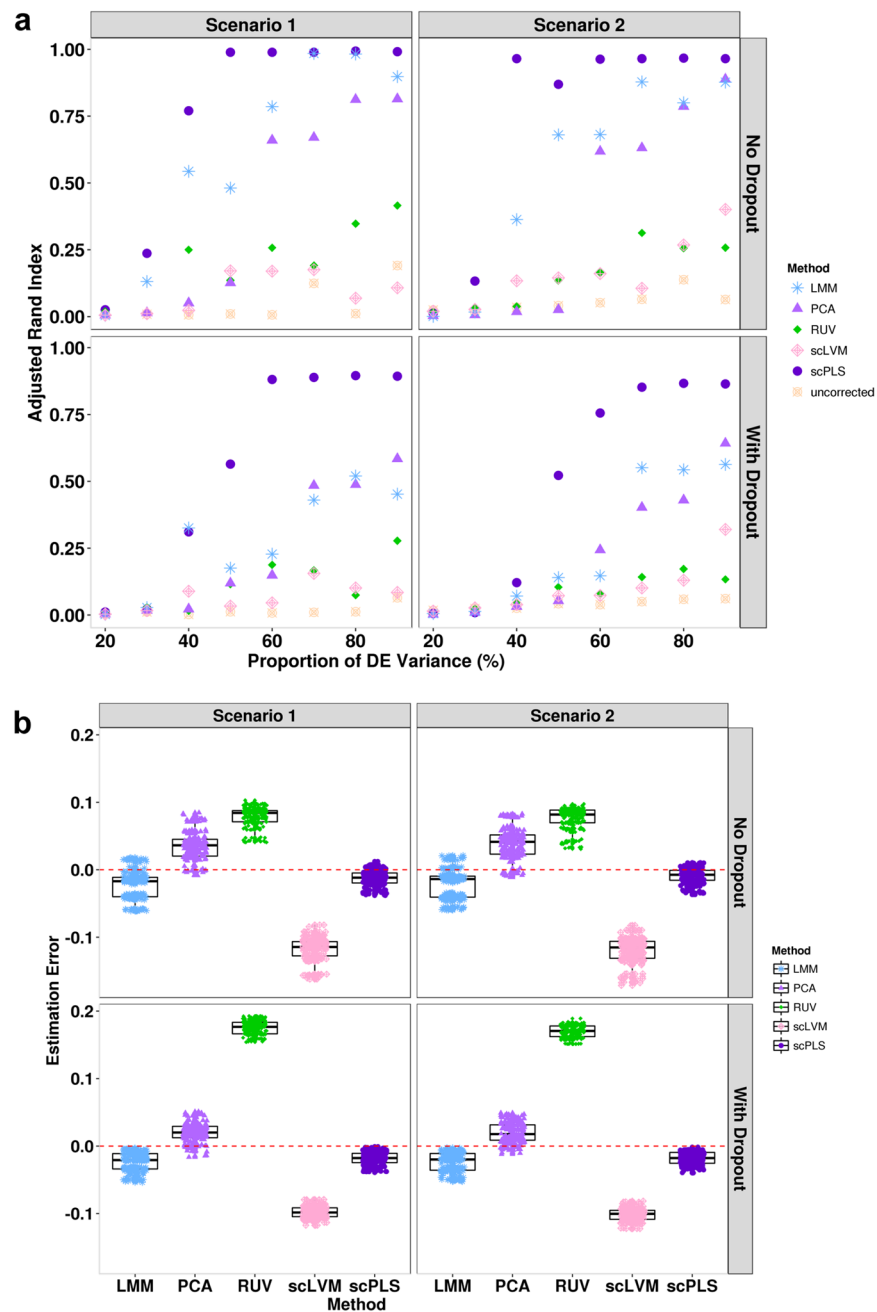 a
Scenario 1
Scenario 2
Adjusted Rand Index
1.00
0.75
0.50
0.25
0.00
No Dropout
1.00
0.75
0.50
0.25
0.00
With Dropout
20
40
60
80
20
40
60
80
Proportion of DE Variance (%)
Method
LMM
PCA
RUV
scLVM
scPLS
uncorrected
b
Scenario 1
Scenario 2
Estimation Error
0.2
0.1
0.0
-0.1
No Dropout
0.2
0.1
0.0
-0.1
With Dropout
LMM
PCA
RUV
scLVM
scPLS
LMM
PCA
RUV
scLVM
scPLS
Method
Method
LMM
PCA
RUV
scLVM
scPLS